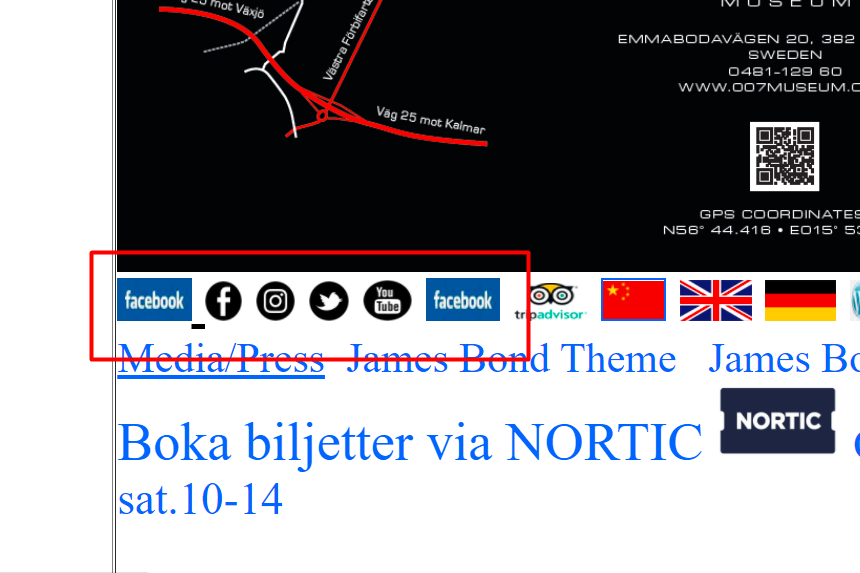 25 mot Växjö
Västra Förbifart
Väg 25 mot Kalmar
MUSEUM
EMMABODAVÄGEN 20, 382
SWEDEN
0481-129 60
WWW.007MUSEUM.C
GPS COORDINATES
N56° 44.416 • E015° 53
facebook
f
You
Tube
facebook
tripadvisor
Media/Press James Bond Theme James Bo
Boka biljetter via NORTIC NORTIC
sat.10-14